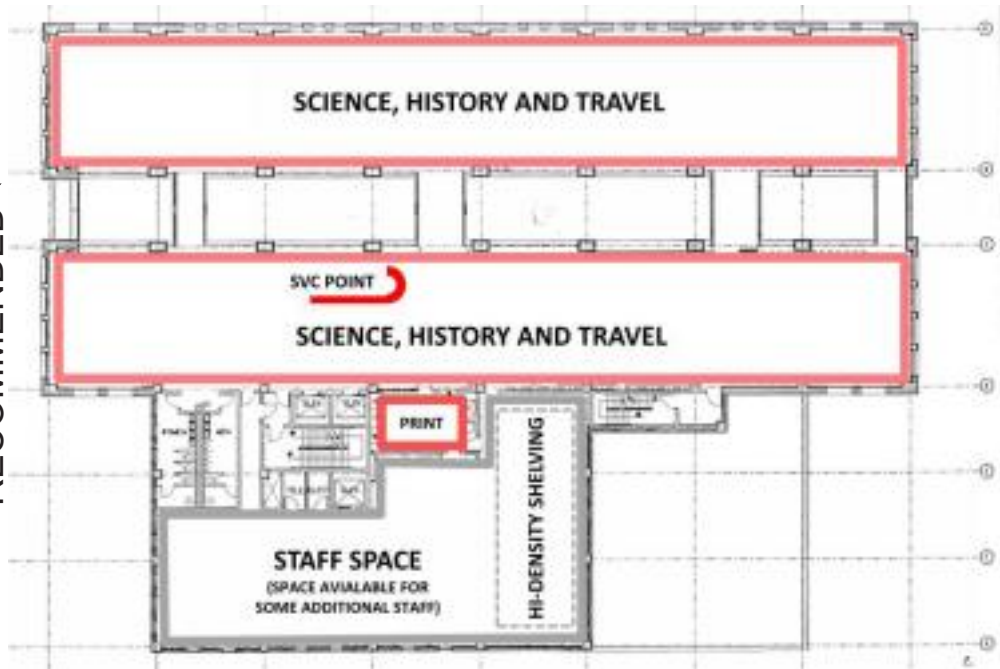 RECOMMENDED
SCIENCE, HISTORY AND TRAVEL
SVC POINT
SCIENCE, HISTORY AND TRAVEL
PRINT
HI-DENSITY SHELVING
STAFF SPACE
(SPACE AVIALABLE FOR
SOME ADDITIONAL STAFF)